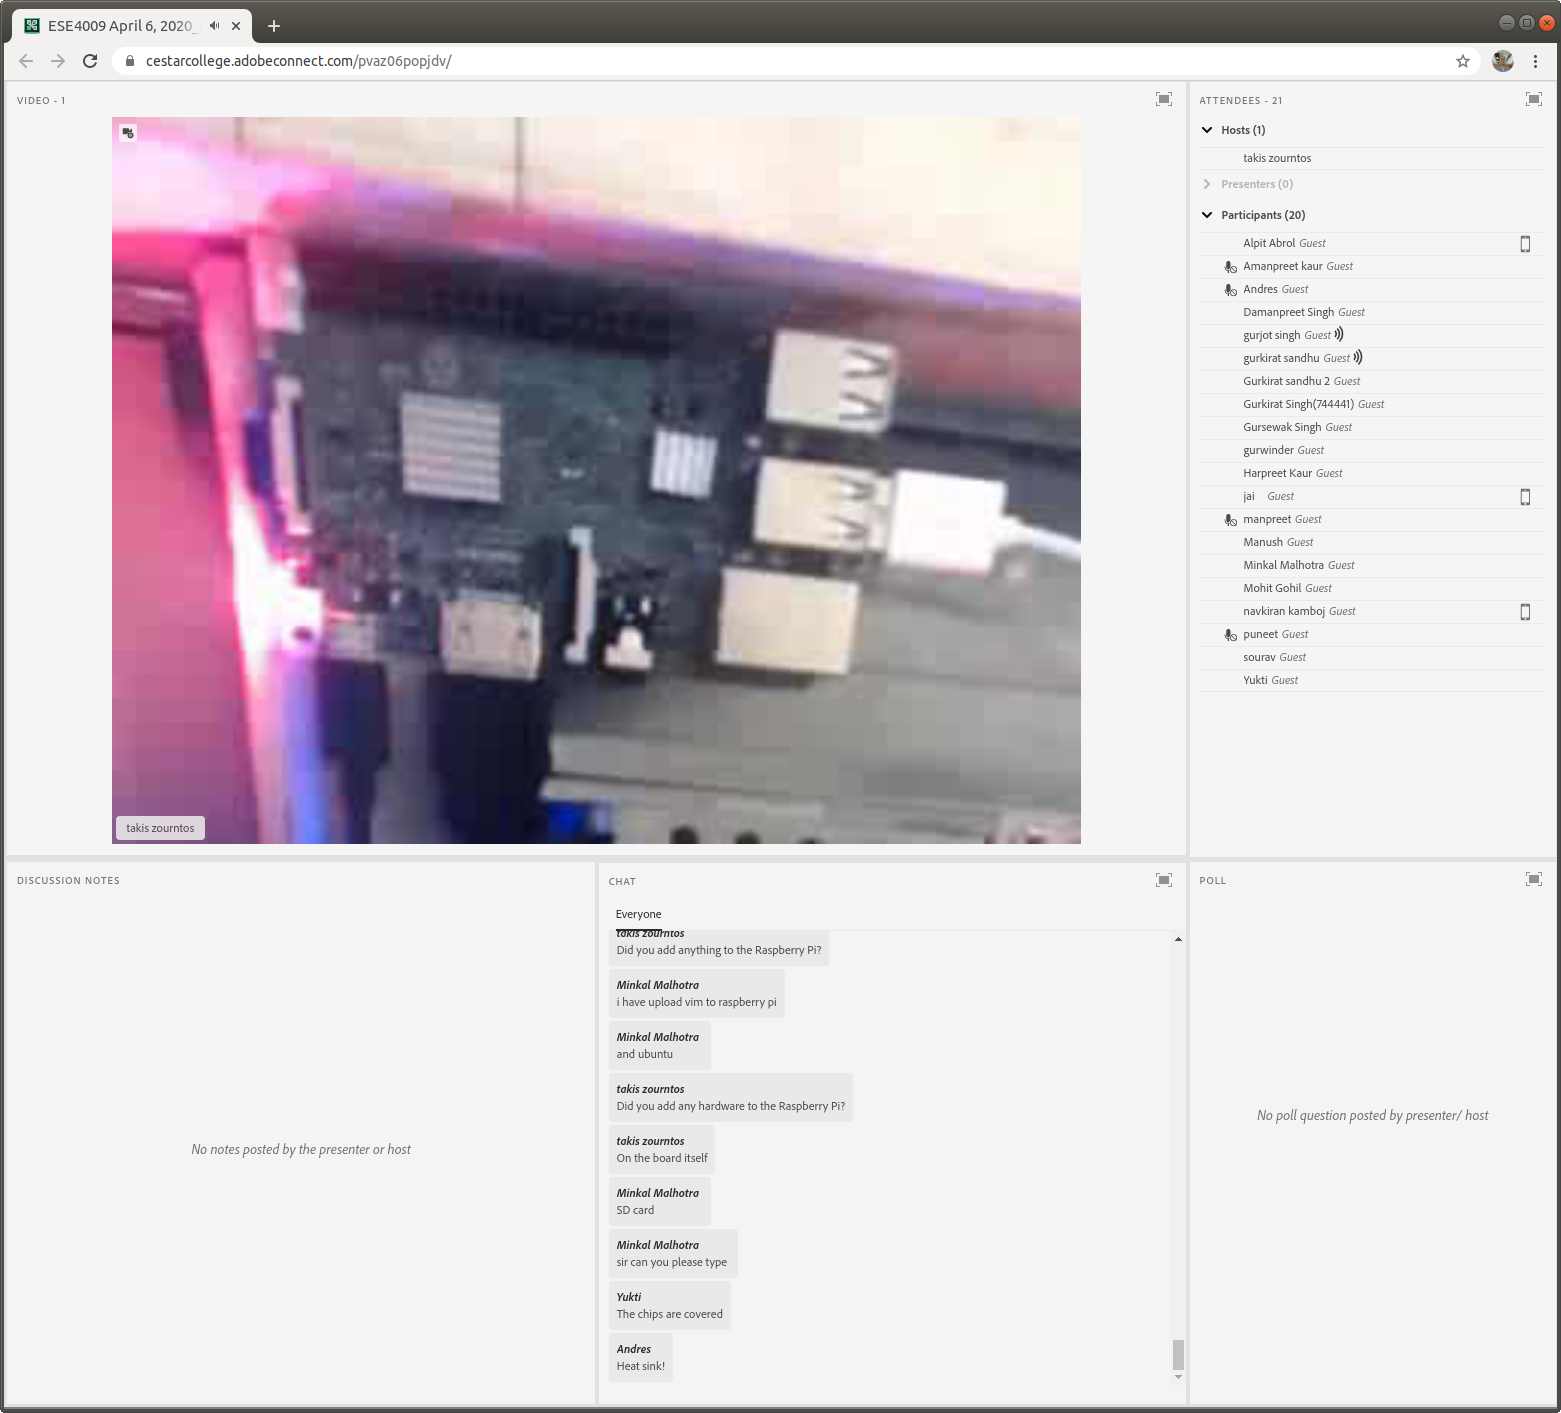 ESE4009 April 6, 2020_
cestarcollege.adobeconnect.com/pvaz06popjdv/
VIDEO - 1
takis zourntos
ATTENDEES - 21
Hosts (1)
takis zourntos
Presenters (0)
Participants (20)
Alpit Abrol Guest
Amanpreet kaur Guest
Andres Guest
Damanpreet Singh Guest
gurjot singh Guest
gurkirat sandhu Guest
Gurkirat sandhu 2 Guest
Gurkirat Singh(744441) Guest
Gursewak Singh Guest
gurwinder Guest
Harpreet Kaur Guest
jai Guest
manpreet Guest
Manush Guest
Minkal Malhotra Guest
Mohit Gohil Guest
navkiran kamboj Guest
puneet Guest
sourav Guest
Yukti Guest
DISCUSSION NOTES
No notes posted by the presenter or host
CHAT
Everyone
takis zourntos
Did you add anything to the Raspberry Pi?
Minkal Malhotra
i have upload vim to raspberry pi
Minkal Malhotra
and ubuntu
takis zourntos
Did you add any hardware to the Raspberry Pi?
takis zourntos
On the board itself
Minkal Malhotra
SD card
Minkal Malhotra
sir can you please type
Yukti
The chips are covered
Andres
Heat sink!
POLL
No poll question posted by presenter/ host